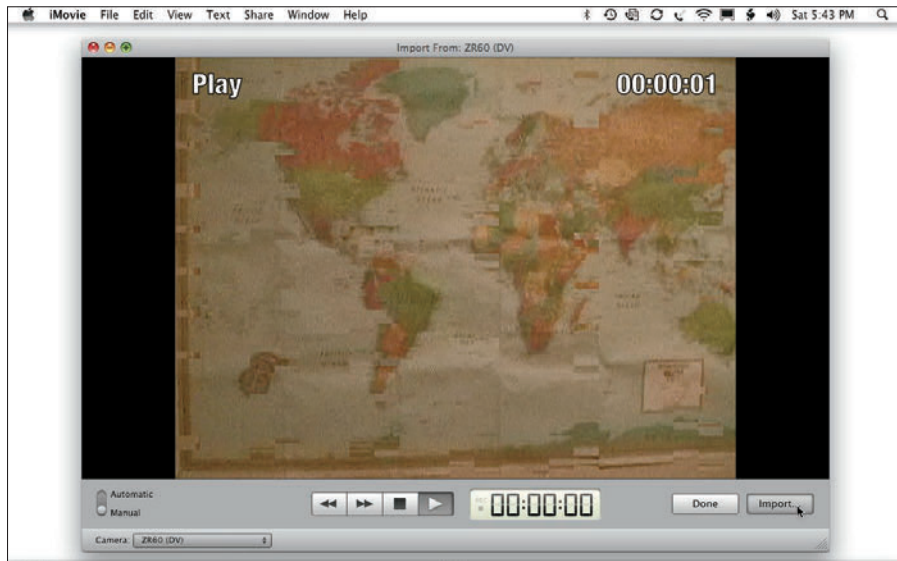 iMovie File Edit View Text Share Window Help Sat 5:43 PM
Import From: ZR60 (DV)
Play 00:00:01
Automatic
Manual
00:00:00
Done
Import...
Camera: ZR60 (DV)